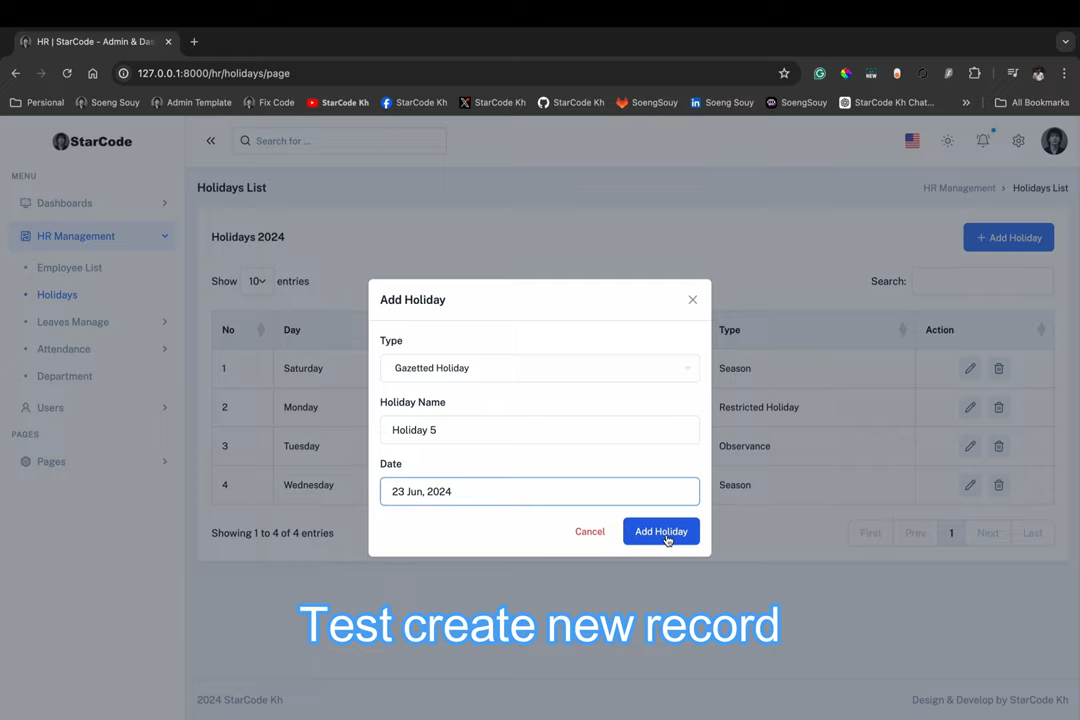 HR | StarCode - Admin & Das
127.0.0.1:8000/hr/holidays/page
NEW
Personal
Soeng Souy
Admin Template
Fix Code
StarCode Kh
StarCode Kh
StarCode Kh
StarCode Kh
SoengSouy
Soeng Souy
SoengSouy
StarCode Kh Chat...
All Bookmarks
StarCode
Search for ...
MENU
Dashboards
HR Management
Employee List
Holidays
Leaves Manage
Attendance
Department
Users
PAGES
Pages
Holidays List
HR Management
Holidays List
Holidays 2024
+ Add Holiday
Show 10 entries
Search:
No
Day
Type
Action
1
Saturday
Season
2
Monday
Restricted Holiday
3
Tuesday
Observance
4
Wednesday
Season
Showing 1 to 4 of 4 entries
First
Prev
1
Next
Last
Add Holiday
Type
Gazetted Holiday
Holiday Name
Holiday 5
Date
23 Jun, 2024
Cancel
Add Holiday
Test create new record
2024 StarCode Kh
Design & Develop by StarCode Kh